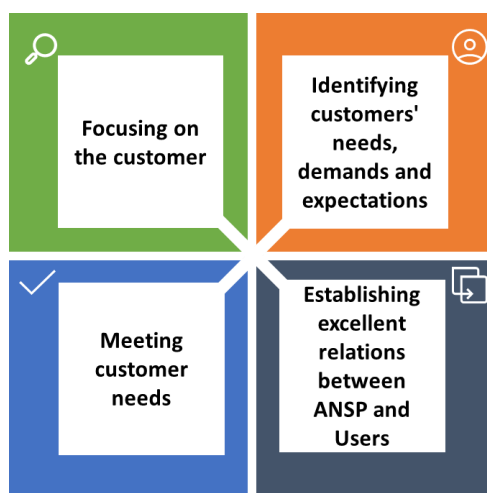 Focusing on
the customer
Identifying
customers'
needs,
demands and
expectations
Meeting
customer
needs
Establishing
excellent
relations
between
ANSP and
Users